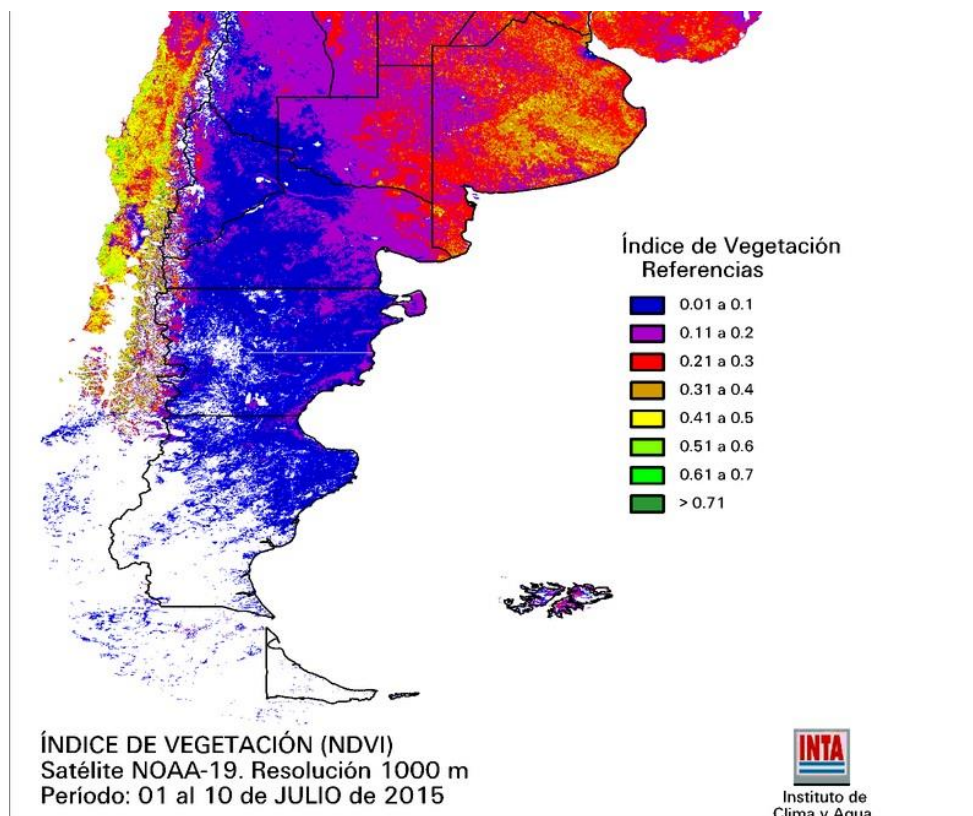 Índice de Vegetación
Referencias
0.01 a 0.1
0.11 a 0.2
0.21 a 0.3
0.31 a 0.4
0.41 a 0.5
0.51 a 0.6
0.61 a 0.7
> 0.71
ÍNDICE DE VEGETACIÓN (NDVI)
Satélite NOAA-19. Resolución 1000 m
Período: 01 al 10 de JULIO de 2015
INTA
Instituto de
Clima y Agua